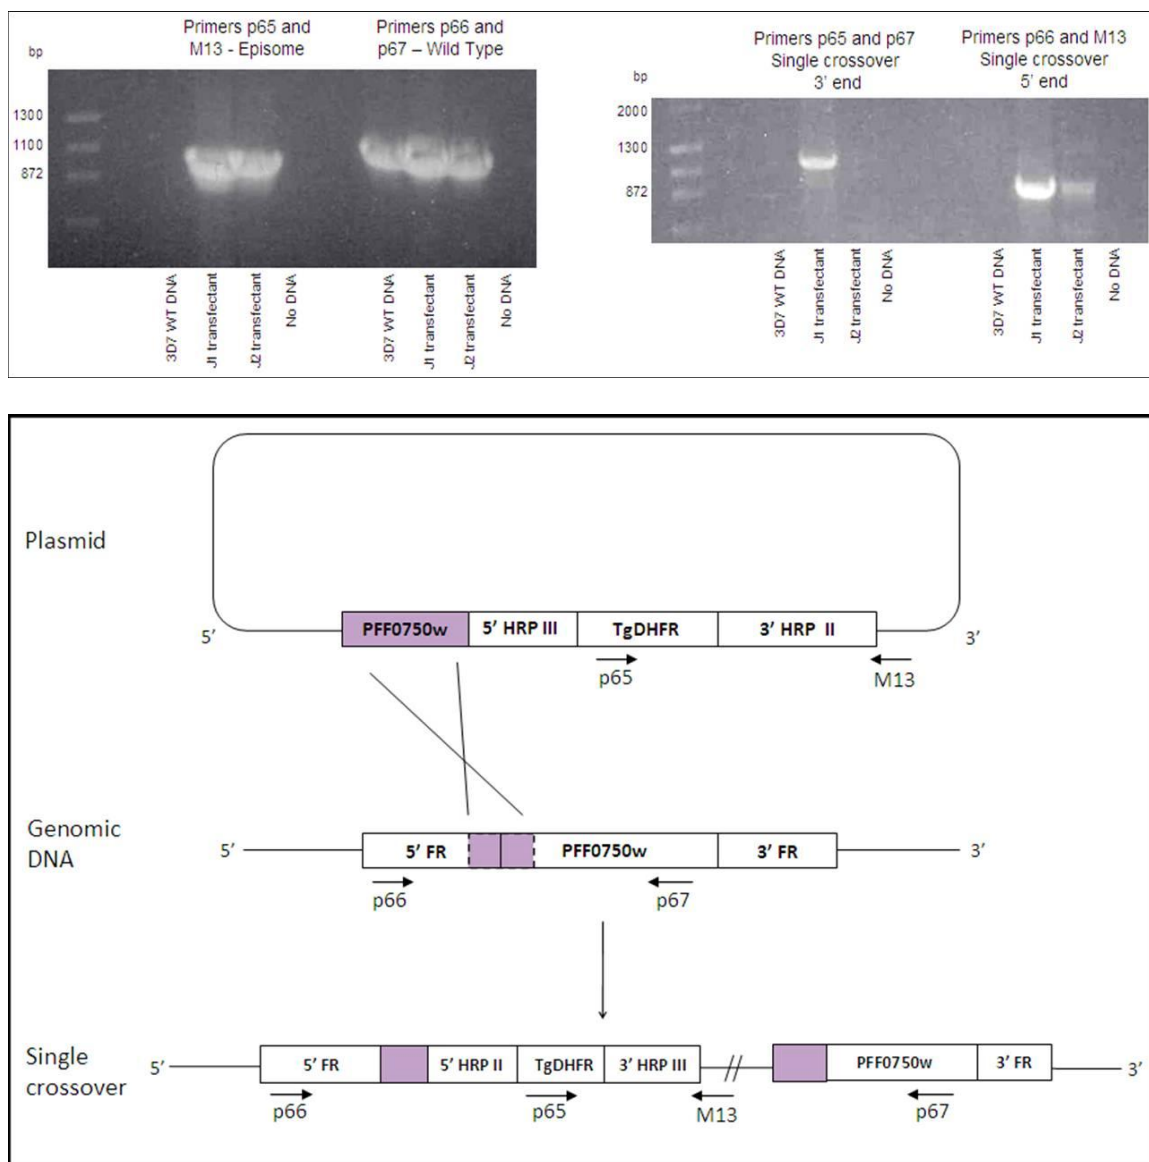 Primers p65 and
M13 - Episome
Primers p66 and
p67 – Wild Type
bp
1300
1100
872
3D7 WT DNA
J1 transfectant
J2 transfectant
No DNA
3D7 WT DNA
J1 transfectant
J2 transfectant
No DNA
Primers p65 and p67
Single crossover
3' end
Primers p66 and M13
Single crossover
5' end
bp
2000
1300
872
3D7 WT DNA
J1 transfectant
J2 transfectant
No DNA
3D7 WT DNA
J1 transfectant
J2 transfectant
No DNA
Plasmid
5'
PFF0750w
5' HRP III
TgDHFR
3' HRP II
3'
p65
M13
Genomic
DNA
5'
5' FR
PFF0750w
3' FR
3'
p66
p67
Single
crossover
5'
5' FR
5' HRP II
TgDHFR
3' HRP III
//
PFF0750w
3' FR
3'
p66
p65
M13
p67